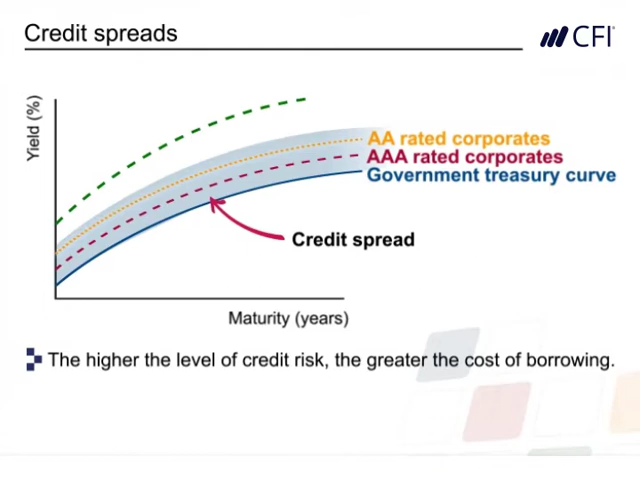 Credit spreads
CFI
Yield (%)
AA rated corporates
AAA rated corporates
Government treasury curve
Credit spread
Maturity (years)
The higher the level of credit risk, the greater the cost of borrowing.